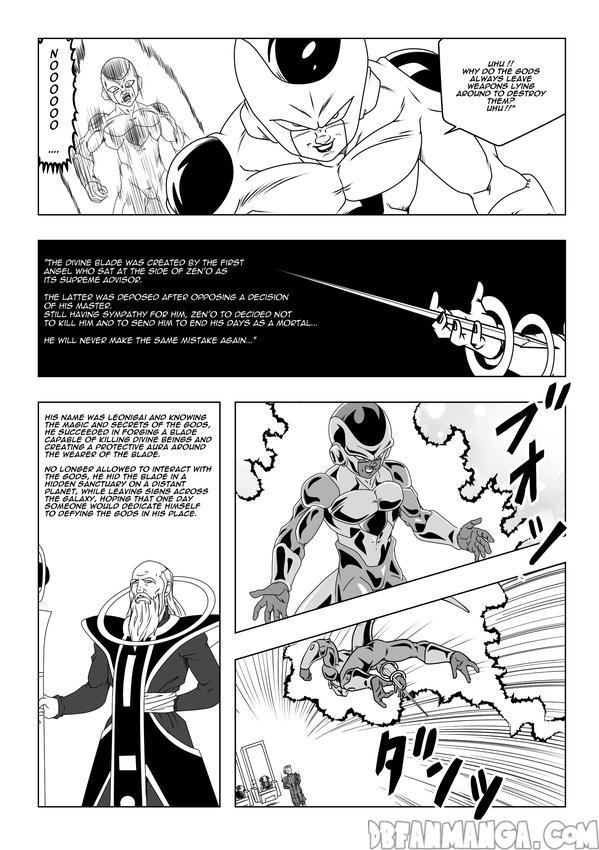 NOOOOOO
....
UHU !!
WHY DO THE GODS
ALWAYS LEAVE
WEAPONS LYING
AROUND TO DESTROY
THEM?
UHU !!"
"THE DIVINE BLADE WAS CREATED BY THE FIRST
ANGEL WHO SAT AT THE SIDE OF ZEN'O AS
ITS SUPREME ADVISOR.
THE LATTER WAS DEPOSED AFTER OPPOSING A DECISION
OF HIS MASTER.
STILL HAVING SYMPATHY FOR HIM, ZEN'O TO DECIDED NOT
TO KILL HIM AND TO SEND HIM TO END HIS DAYS AS A MORTAL...
HE WILL NEVER MAKE THE SAME MISTAKE AGAIN..."
HIS NAME WAS LEONIGAI AND KNOWING
THE MAGIC AND SECRETS OF THE GODS,
HE SUCCEEDED IN FORGING A BLADE
CAPABLE OF KILLING DIVINE BEINGS AND
CREATING A PROTECTIVE AURA AROUND
THE WEARER OF THE BLADE.
NO LONGER ALLOWED TO INTERACT WITH
THE GODS, HE HID THE BLADE IN A
HIDDEN SANCTUARY ON A DISTANT
PLANET, WHILE LEAVING SIGNS ACROSS
THE GALAXY, HOPING THAT ONE DAY
SOMEONE WOULD DEDICATE HIMSELF
TO DEFYING THE GODS IN HIS PLACE.
ブオ
ダンッ
DBFANMANGA.COM